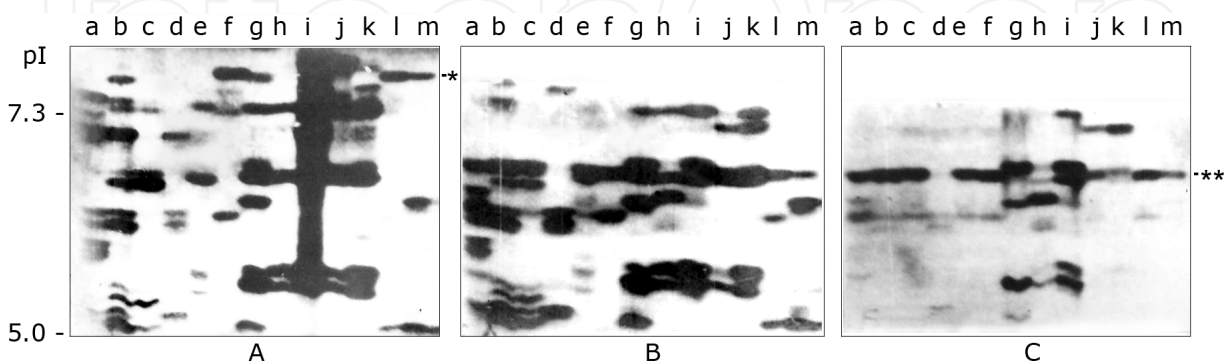 a b c d e f g h i j k l m a b c d e f g h i j k l m a b c d e f g h i j k l m
pI
*
7.3 -
**
5.0 -
A B C